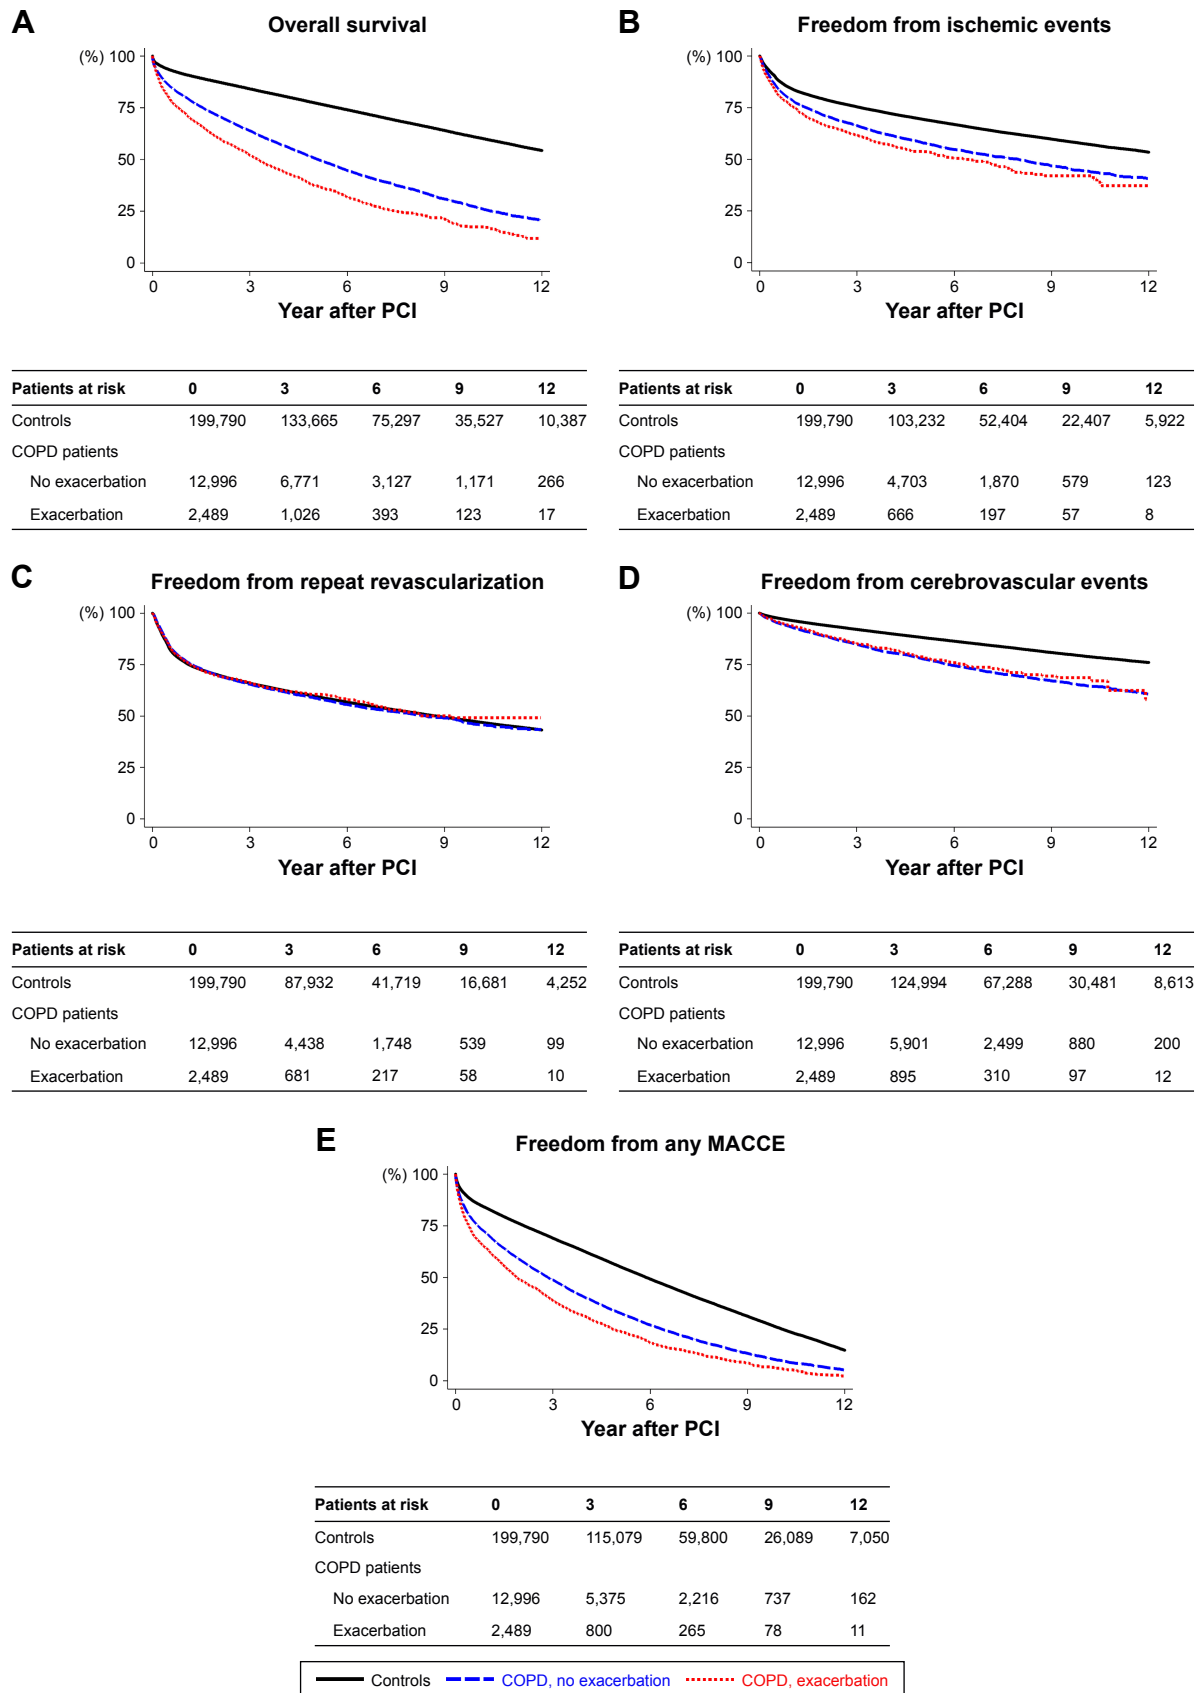 A
Overall survival
(%) 100
75
50
25
0
0 3 6 9 12
Year after PCI
Patients at risk 0 3 6 9 12
Controls 199,790 133,665 75,297 35,527 10,387
COPD patients
No exacerbation 12,996 6,771 3,127 1,171 266
Exacerbation 2,489 1,026 393 123 17
B
Freedom from ischemic events
(%) 100
75
50
25
0
0 3 6 9 12
Year after PCI
Patients at risk 0 3 6 9 12
Controls 199,790 103,232 52,404 22,407 5,922
COPD patients
No exacerbation 12,996 4,703 1,870 579 123
Exacerbation 2,489 666 197 57 8
C
Freedom from repeat revascularization
(%) 100
75
50
25
0
0 3 6 9 12
Year after PCI
Patients at risk 0 3 6 9 12
Controls 199,790 87,932 41,719 16,681 4,252
COPD patients
No exacerbation 12,996 4,438 1,748 539 99
Exacerbation 2,489 681 217 58 10
D
Freedom from cerebrovascular events
(%) 100
75
50
25
0
0 3 6 9 12
Year after PCI
Patients at risk 0 3 6 9 12
Controls 199,790 124,994 67,288 30,481 8,613
COPD patients
No exacerbation 12,996 5,901 2,499 880 200
Exacerbation 2,489 895 310 97 12
E
Freedom from any MACCE
(%) 100
75
50
25
0
0 3 6 9 12
Year after PCI
Patients at risk 0 3 6 9 12
Controls 199,790 115,079 59,800 26,089 7,050
COPD patients
No exacerbation 12,996 5,375 2,216 737 162
Exacerbation 2,489 800 265 78 11
Controls COPD, no exacerbation COPD, exacerbation